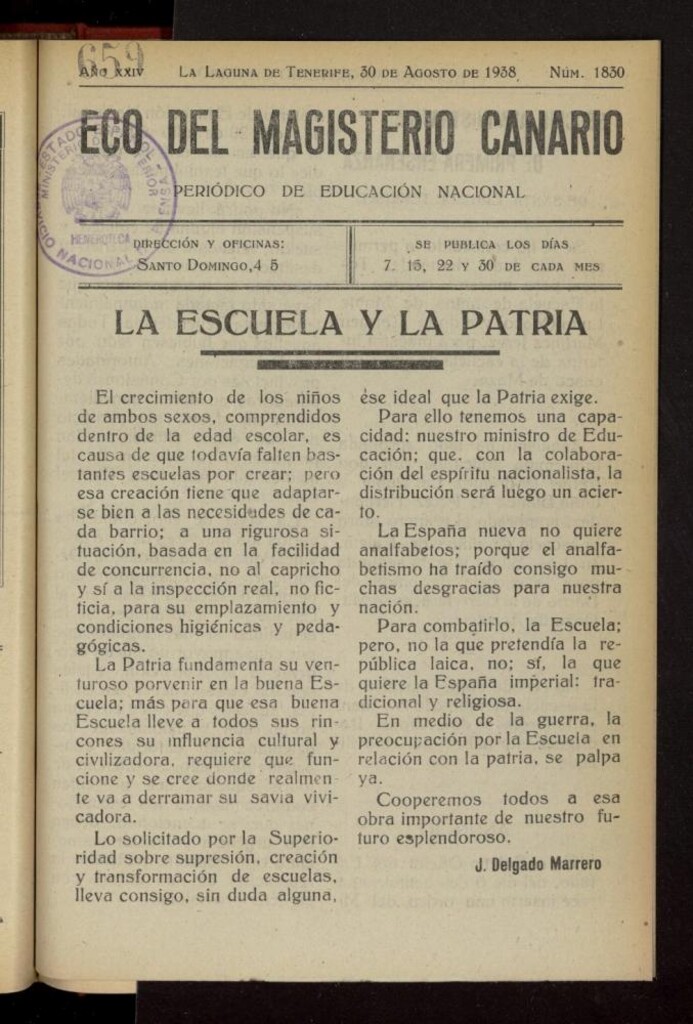 659
AÑO XXIV LA LAGUNA DE TENERIFE, 30 DE AGOSTO DE 1938 NÚM. 1830
ECO DEL MAGISTERIO CANARIO
PERIÓDICO DE EDUCACIÓN NACIONAL
HEMEROTECA
NACIONAL
DIRECCIÓN Y OFICINAS:
SANTO DOMINGO, 4 5
SE PUBLICA LOS DÍAS
7. 15, 22 Y 30 DE CADA MES
LA ESCUELA Y LA PATRIA
El crecimiento de los niños
de ambos sexos, comprendidos
dentro de la edad escolar, es
causa de que todavía falten bas-
tantes escuelas por crear; pero
esa creación tiene que adaptar-
se bien a las necesidades de ca-
da barrio; a una rigurosa si-
tuación, basada en la facilidad
de concurrencia, no al capricho
y sí a la inspección real, no fic-
ticia, para su emplazamiento y
condiciones higiénicas y peda-
gógicas.
La Patria fundamenta su ven-
turoso porvenir en la buena Es-
cuela; más para que esa buena
Escuela lleve a todos sus rin-
cones su influencia cultural y
civilizadora, requiere que fun-
cione y se cree donde realmen-
te va a derramar su savia vivi-
cadora.
Lo solicitado por la Superio-
ridad sobre supresión, creación
y transformación de escuelas,
lleva consigo, sin duda alguna,
ése ideal que la Patria exige.
Para ello tenemos una capa-
cidad: nuestro ministro de Edu-
cación; que. con la colabora-
ción del espíritu nacionalista, la
distribución será luego un acier-
to.
La España nueva no quiere
analfabetos; porque el analfa-
betismo ha traído consigo mu-
chas desgracias para nuestra
nación.
Para combatirlo, la Escuela;
pero, no la que pretendía la re-
pública laica, no; sí, la que
quiere la España imperial: tra-
dicional y religiosa.
En medio de la guerra, la
preocupación por la Escuela en
relación con la patria, se palpa
ya.
Cooperemos todos a esa
obra importante de nuestro fu-
turo esplendoroso.
J. Delgado Marrero